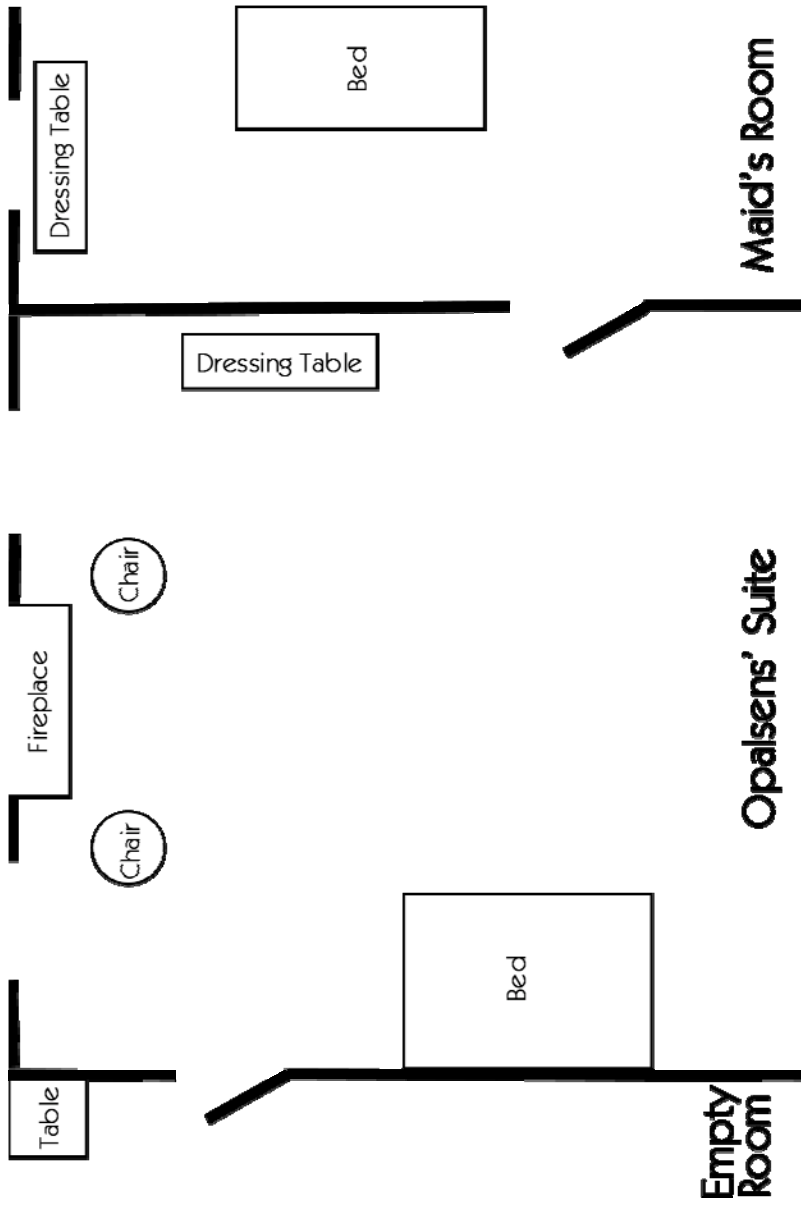 Table
Fireplace
Dressing Table
Chair
Chair
Dressing Table
Bed
Bed
Empty
Room
Opalsens' Suite
Maid's Room